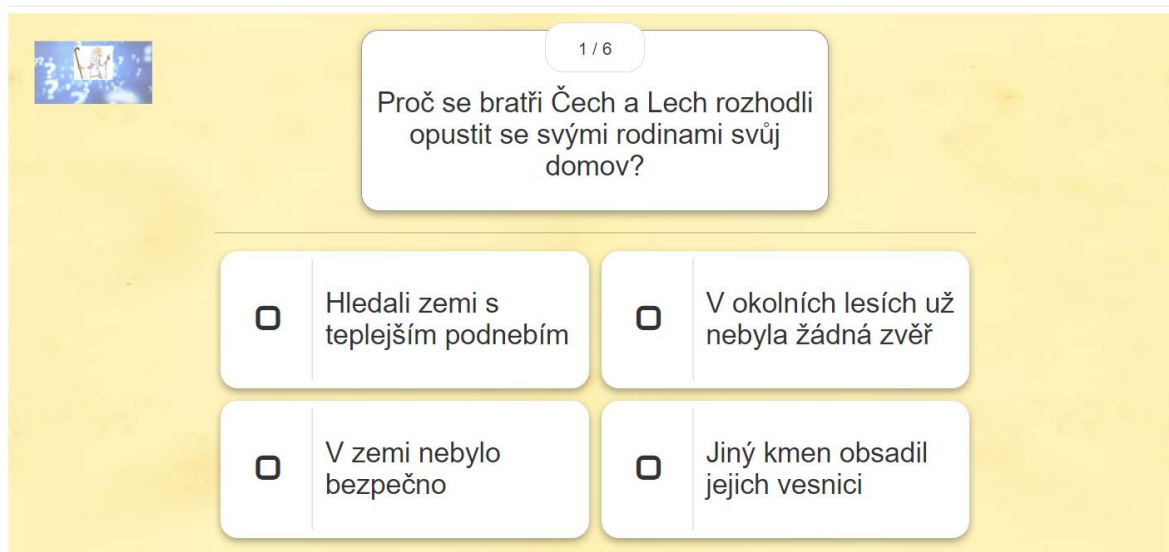 1 / 6
Proč se bratři Čech a Lech rozhodli
opustit se svými rodinami svůj
domov?
Hledali zemi s
teplejším podnebím
V okolních lesích už
nebyla žádná zvěř
V zemi nebylo
bezpečno
Jiný kmen obsadil
jejich vesnici